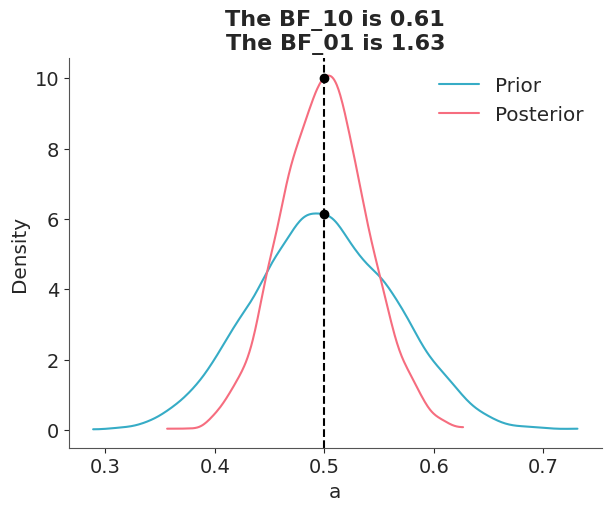 The BF_10 is 0.61
The BF_01 is 1.63
Prior
Posterior
Density
10
8
6
4
2
0
0.3 0.4 0.5 0.6 0.7
a